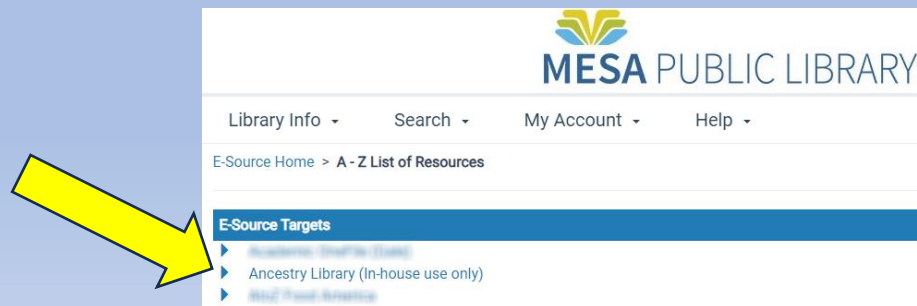 MESA PUBLIC LIBRARY
Library Info Search My Account Help
E-Source Home > A - Z List of Resources
E-Source Targets
Ancestry Library (In-house use only)